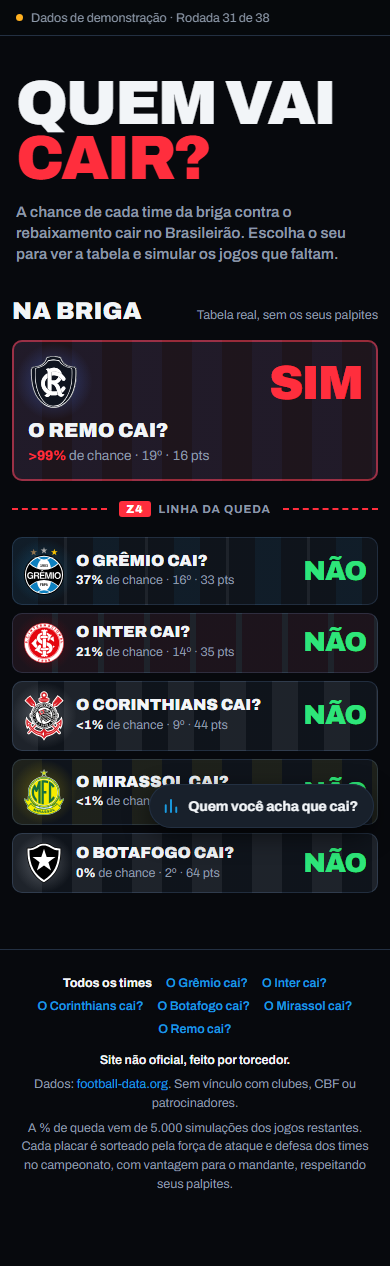 Dados de demonstração · Rodada 31 de 38
QUEM VAI
CAIR?
A chance de cada time da briga contra o
rebaixamento cair no Brasileirão. Escolha o seu
para ver a tabela e simular os jogos que faltam.
NA BRIGA
Tabela real, sem os seus palpites
SIM
O REMO CAI?
>99% de chance · 19º · 16 pts
Z4 LINHA DA QUEDA
GRÊMIO
O GRÊMIO CAI?
37% de chance · 16º · 33 pts
NÃO
O INTER CAI?
21% de chance · 14º · 35 pts
NÃO
O CORINTHIANS CAI?
<1% de chance · 9º · 44 pts
NÃO
MFC
O MIRASSOL CAI?
<1% de chan
Quem você acha que cai?
O BOTAFOGO CAI?
0% de chance · 2º · 64 pts
NÃO
Todos os times O Grêmio cai? O Inter cai?
O Corinthians cai? O Botafogo cai? O Mirassol cai?
O Remo cai?
Site não oficial, feito por torcedor.
Dados: football-data.org. Sem vínculo com clubes, CBF ou
patrocinadores.
A % de queda vem de 5.000 simulações dos jogos restantes.
Cada placar é sorteado pela força de ataque e defesa dos times
no campeonato, com vantagem para o mandante, respeitando
seus palpites.